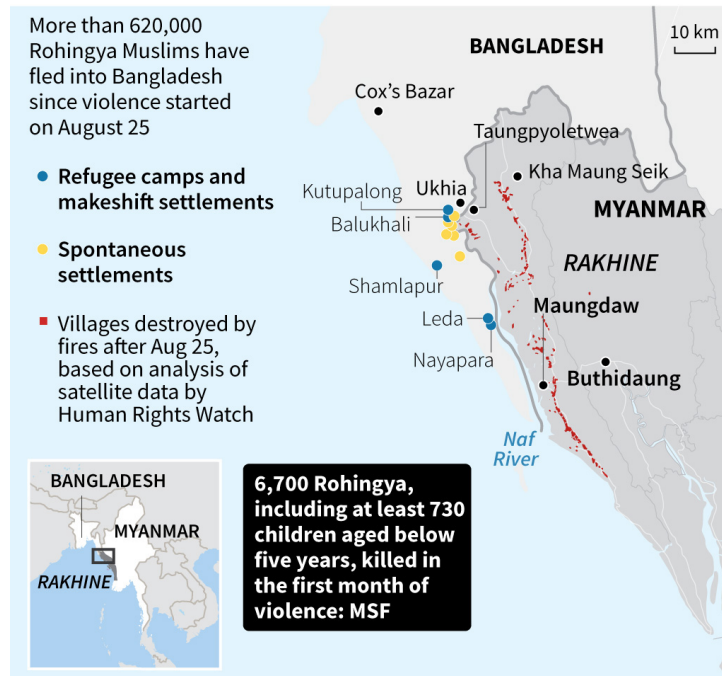 More than 620,000
Rohingya Muslims have
fled into Bangladesh
since violence started
on August 25
Refugee camps and
makeshift settlements
Spontaneous
settlements
Villages destroyed by
fires after Aug 25,
based on analysis of
satellite data by
Human Rights Watch
BANGLADESH
10 km
Cox's Bazar
Taungpyoletwea
Kha Maung Seik
Kutupalong
Ukhia
MYANMAR
Balukhali
RAKHINE
Shamlapur
Maungdaw
Leda
Nayapara
Buthidaung
Naf
River
BANGLADESH
MYANMAR
RAKHINE
6,700 Rohingya,
including at least 730
children aged below
five years, killed in
the first month of
violence: MSF